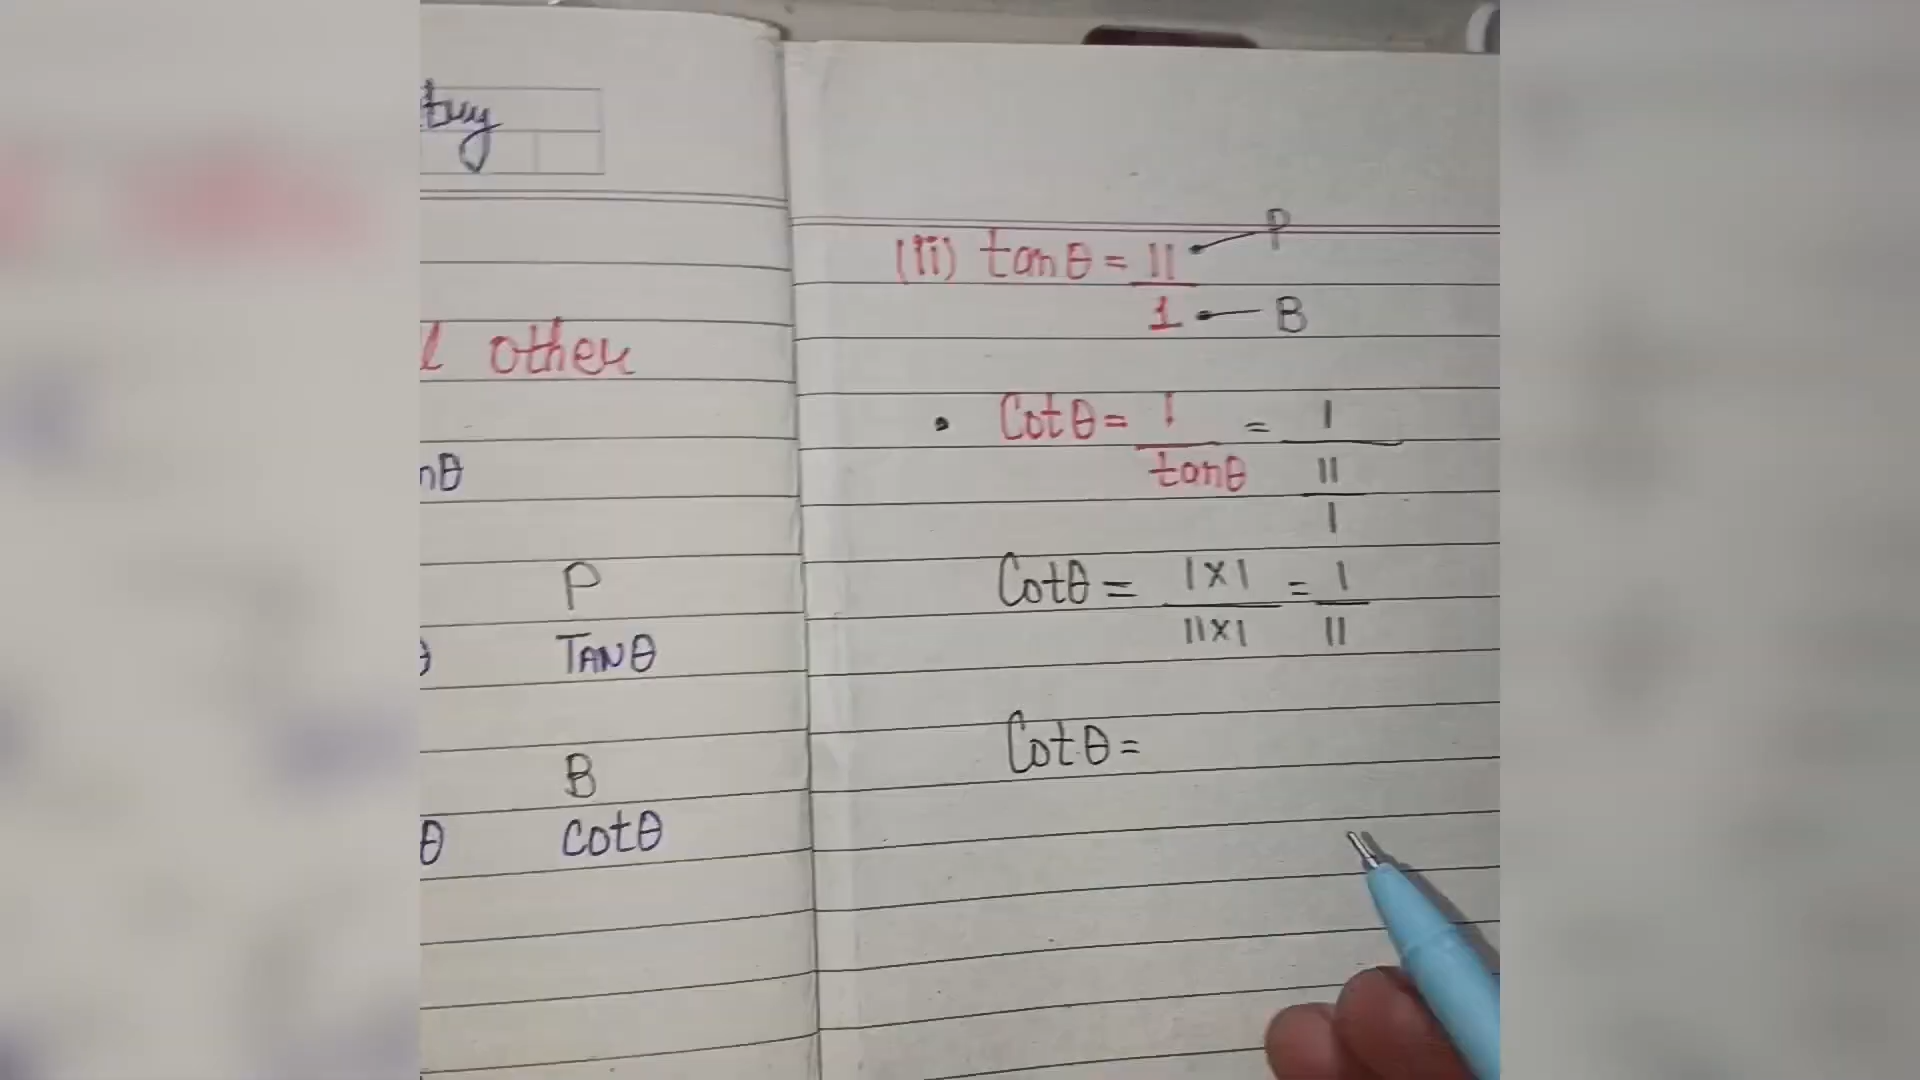 tuy
l other
nθ
P
θ TANθ
B
θ Cotθ
(ii) tanθ = 11 P
1 B
• Cotθ = 1 = 1
tanθ 11
1
Cotθ = 1×1 = 1
11×1 11
Cotθ =